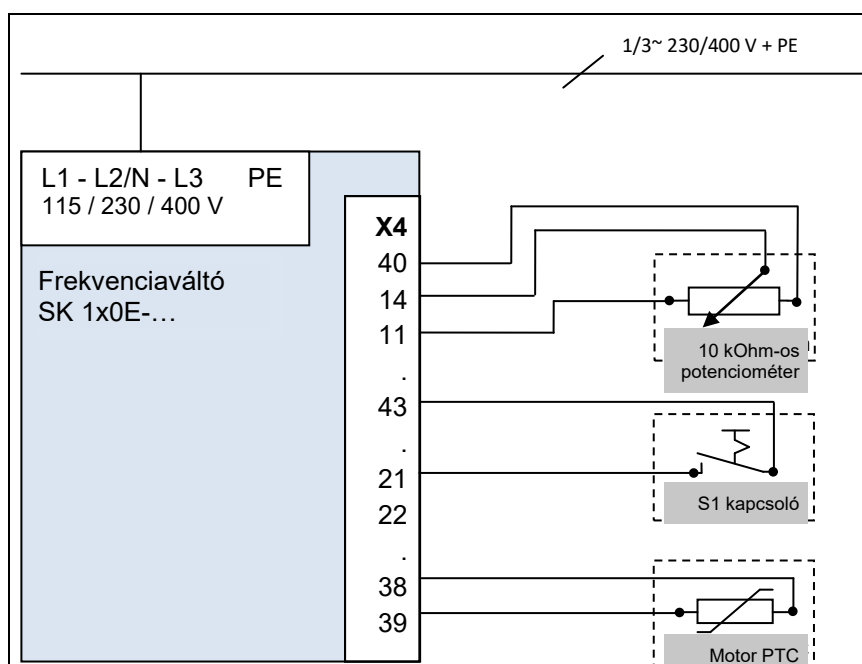 1/3~ 230/400 V + PE
L1 - L2/N - L3 PE
115 / 230 / 400 V
Frekvenciaváltó
SK 1x0E-…
X4
40
14
11
.
43
.
21
22
.
38
39
10 kOhm-os
potenciométer
S1 kapcsoló
Motor PTC